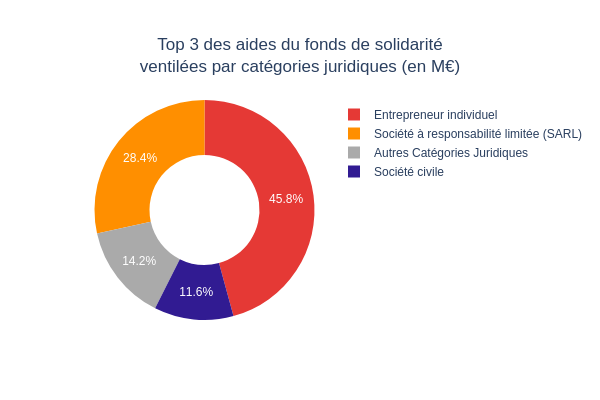 Top 3 des aides du fonds de solidarité
ventilées par catégories juridiques (en M€)
Entrepreneur individuel
Société à responsabilité limitée (SARL)
Autres Catégories Juridiques
Société civile
28.4%
45.8%
14.2%
11.6%